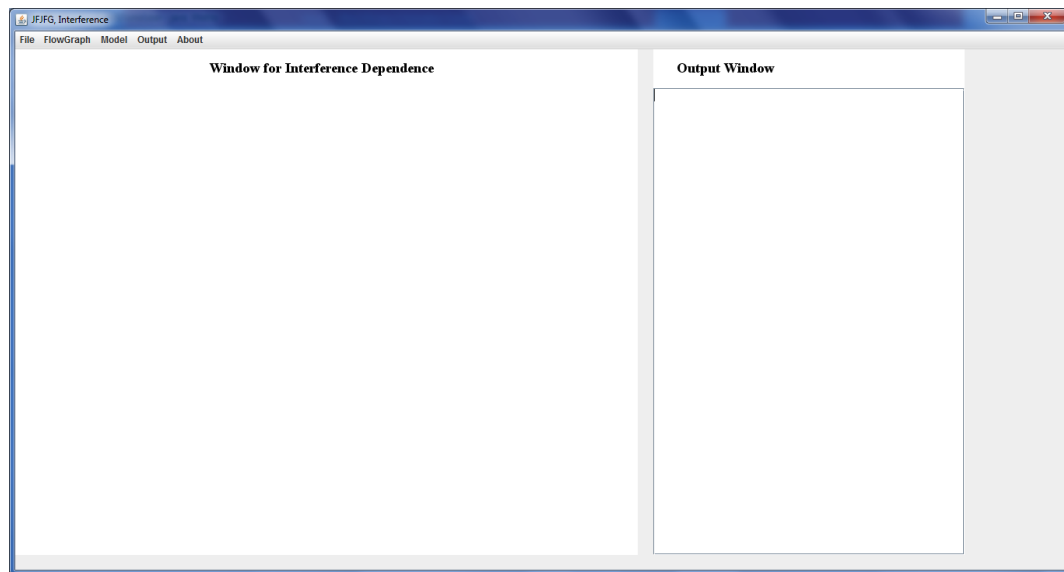 JFJFG, Interference
File FlowGraph Model Output About
Window for Interference Dependence
Output Window